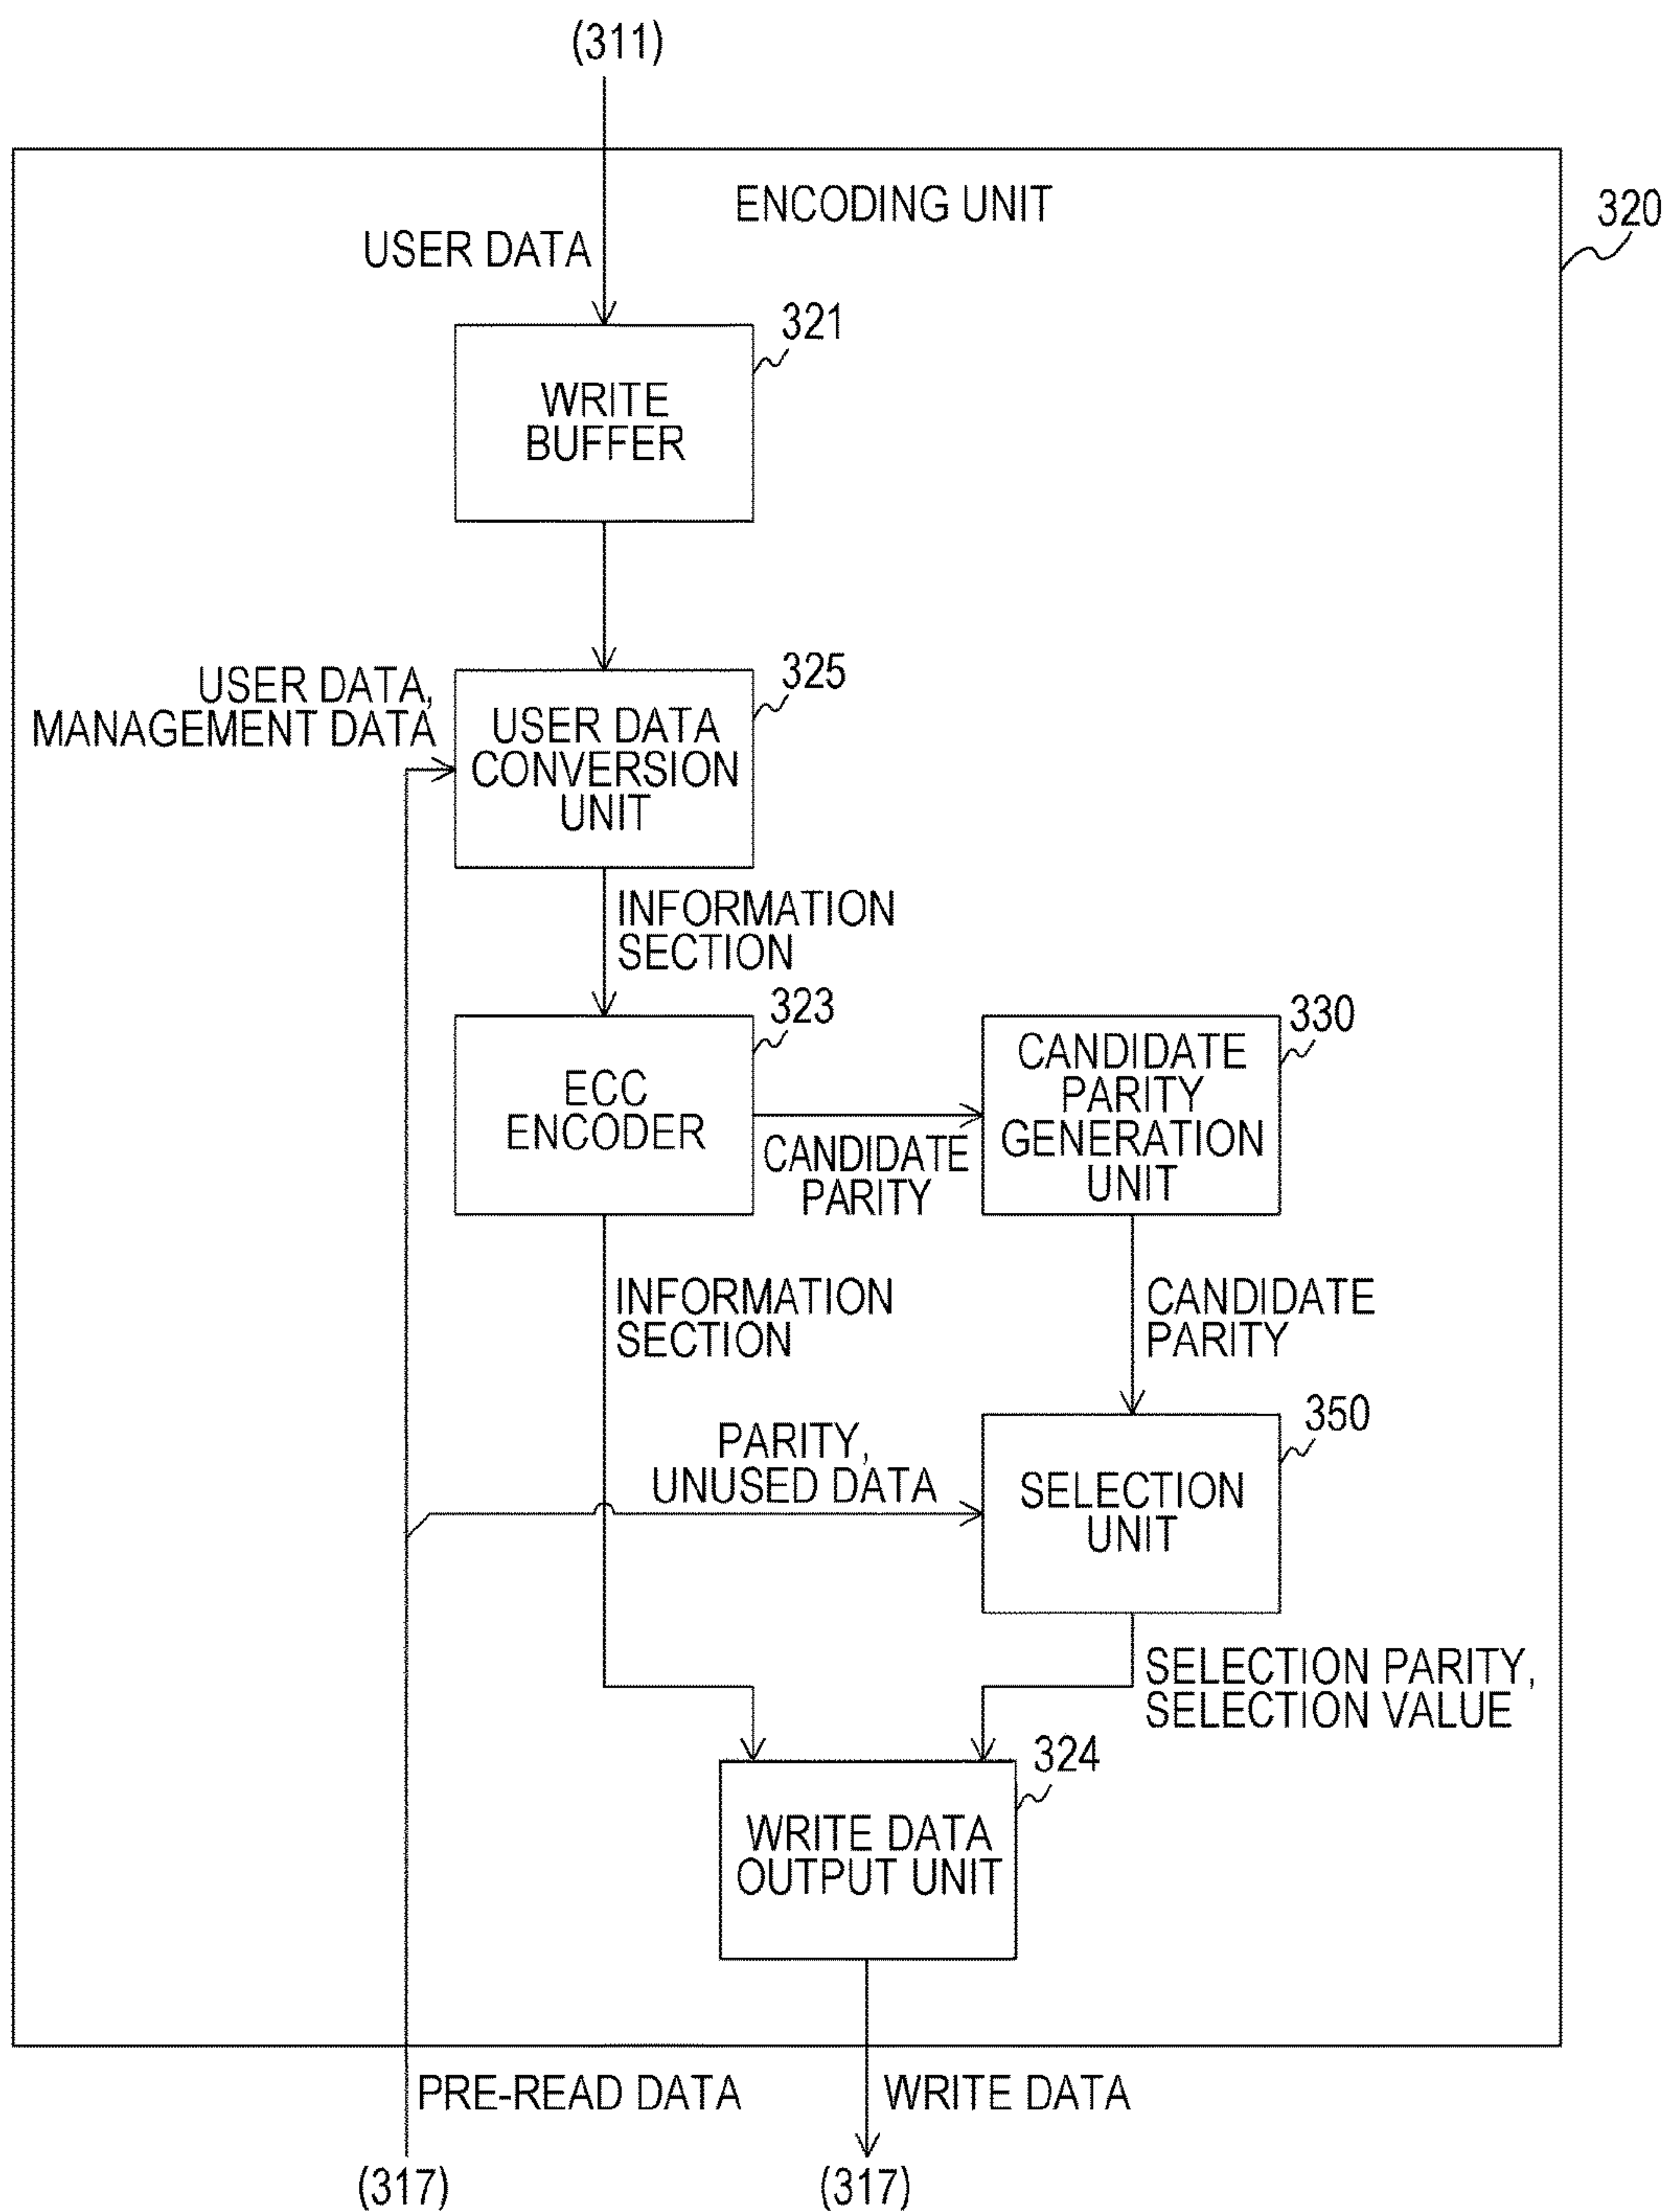 (311)
ENCODING UNIT
320
USER DATA
321
WRITE
BUFFER
325
USER DATA,
MANAGEMENT DATA
USER DATA
CONVERSION
UNIT
INFORMATION
SECTION
323
330
ECC
ENCODER
CANDIDATE
PARITY
GENERATION
UNIT
CANDIDATE
PARITY
INFORMATION
SECTION
CANDIDATE
PARITY
350
PARITY,
UNUSED DATA
SELECTION
UNIT
SELECTION PARITY,
SELECTION VALUE
324
WRITE DATA
OUTPUT UNIT
PRE-READ DATA
WRITE DATA
(317)
(317)